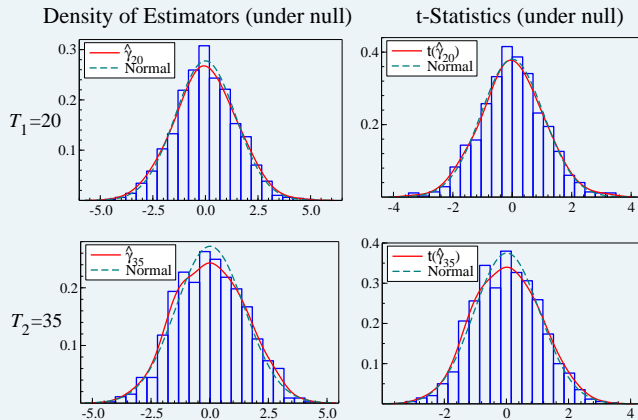 Density of Estimators (under null)
t-Statistics (under null)
T₁=20
0.3
0.2
0.1
γ̂₂₀
Normal
-5.0 -2.5 0.0 2.5 5.0
0.4
0.2
t(γ̂₂₀)
Normal
-4 -2 0 2 4
T₂=35
0.2
0.1
γ̂₃₅
Normal
-5.0 -2.5 0.0 2.5 5.0
0.4
0.3
0.2
0.1
t(γ̂₃₅)
Normal
-2 0 2 4